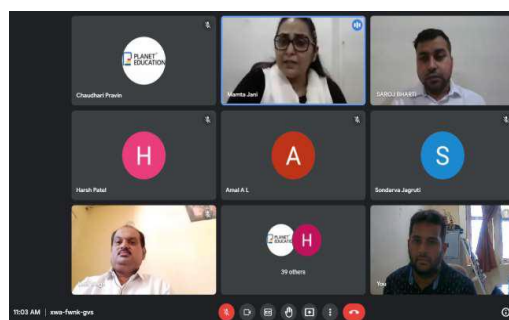 PLANET
EDUCATION
Chaudhari Pravin
Mamta Jani
SAROJ BHARTI
H
Harsh Patel
A
Amal A L
S
Sondarva Jagruti
H
39 others
You
11:03 AM | xwa-fwnk-gvs